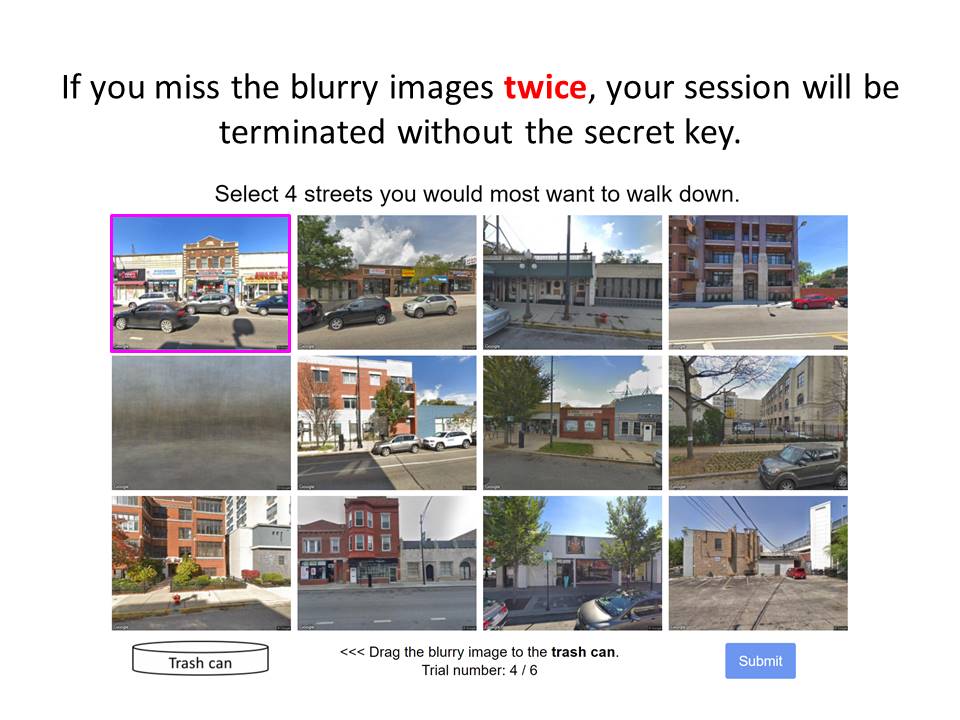 If you miss the blurry images twice, your session will be
terminated without the secret key.
Select 4 streets you would most want to walk down.
Trash can
<<< Drag the blurry image to the trash can.
Trial number: 4 / 6
Submit